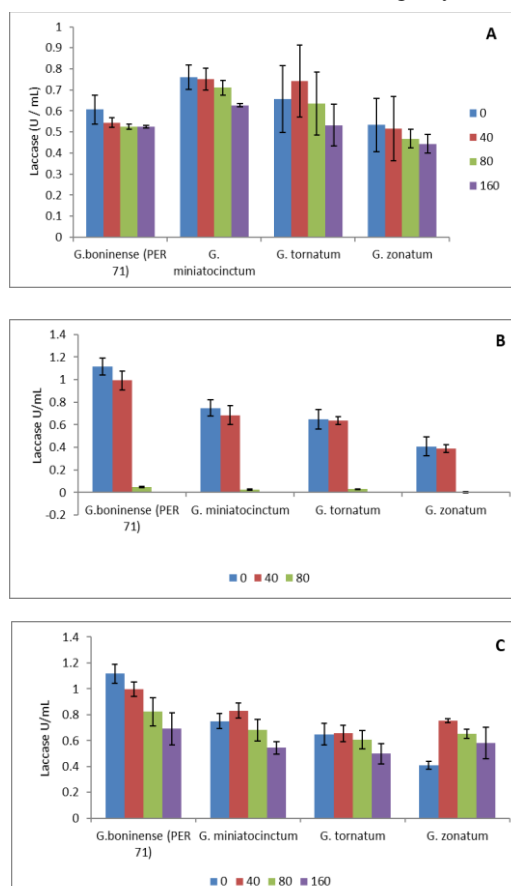 A
Laccase (U / mL)
1
0.9
0.8
0.7
0.6
0.5
0.4
0.3
0.2
0.1
0
0
40
80
160
G.boninense (PER G. G. tornatum G. zonatum
71) miniatocinctum
B
Laccase U/mL
1.4
1.2
1
0.8
0.6
0.4
0.2
0
-0.2
G.boninense (PER G. miniatocinctum G. tornatum G. zonatum
71)
0 40 80
C
Laccase U/mL
1.4
1.2
1
0.8
0.6
0.4
0.2
0
G.boninense (PER G. miniatocinctum G. tornatum G. zonatum
71)
0 40 80 160